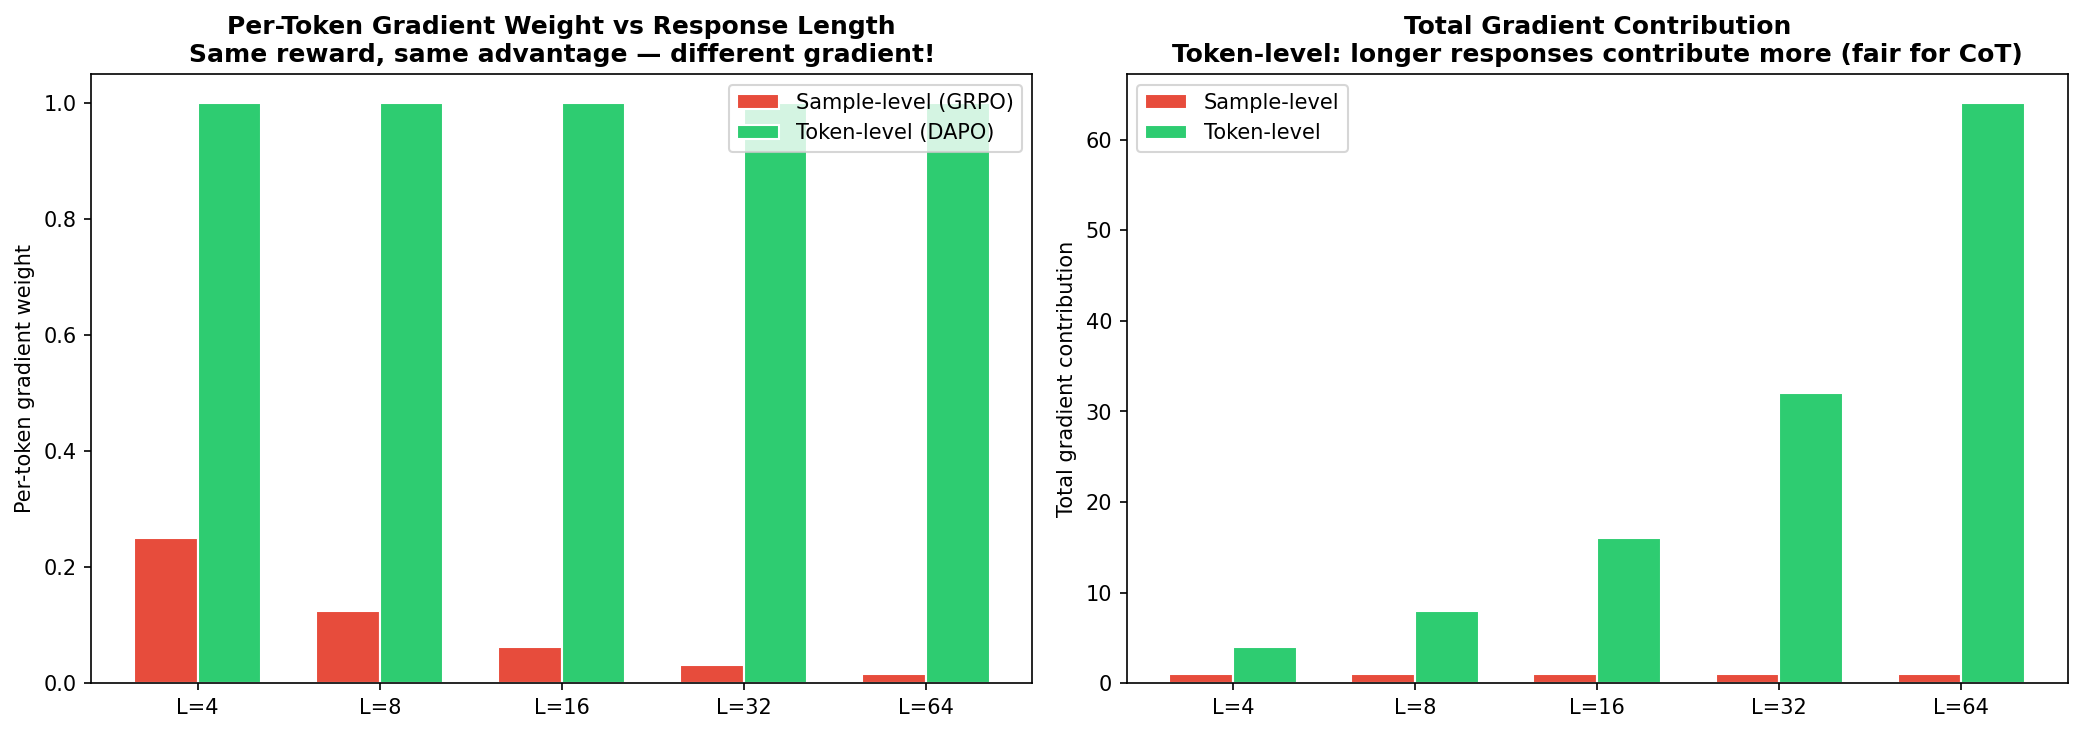 Per-Token Gradient Weight vs Response Length
Same reward, same advantage — different gradient!
Sample-level (GRPO)
Token-level (DAPO)
Per-token gradient weight
1.0
0.8
0.6
0.4
0.2
0.0
L=4
L=8
L=16
L=32
L=64
Total Gradient Contribution
Token-level: longer responses contribute more (fair for CoT)
Sample-level
Token-level
Total gradient contribution
60
50
40
30
20
10
0
L=4
L=8
L=16
L=32
L=64